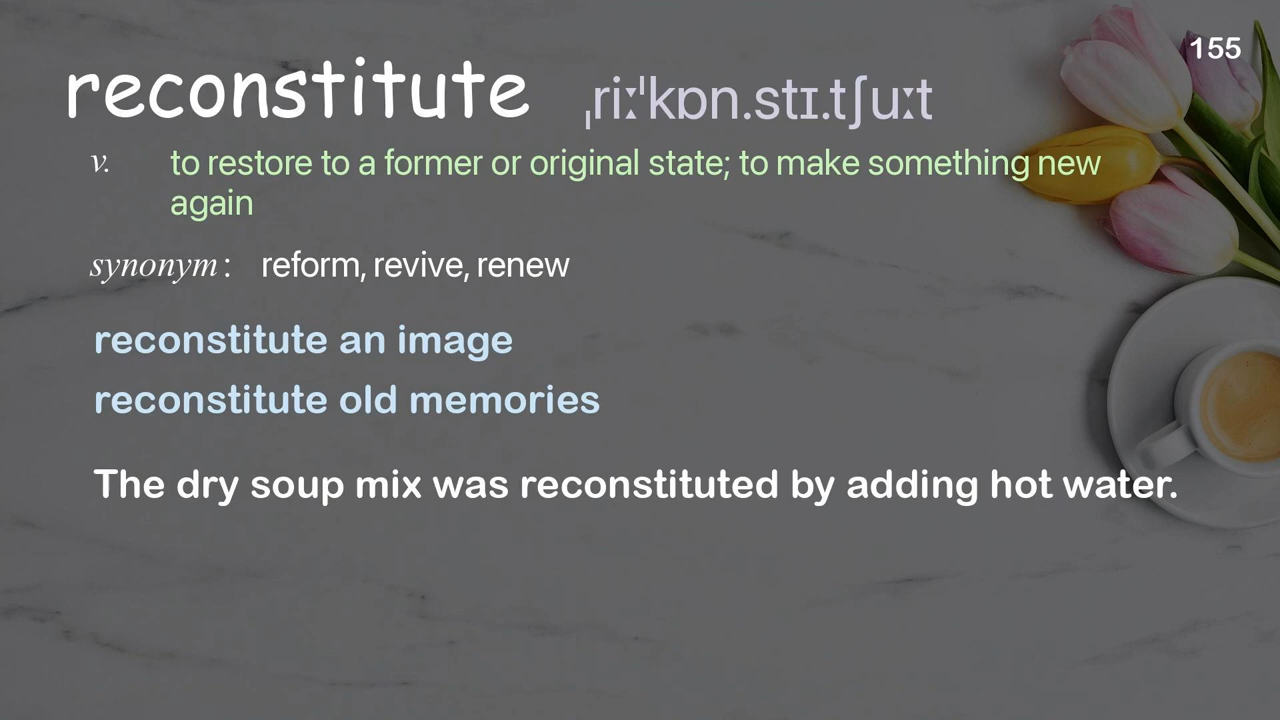 155
reconstitute ˌriːˈkɒn.stɪ.tʃuːt
v. to restore to a former or original state; to make something new
again
synonym: reform, revive, renew
reconstitute an image
reconstitute old memories
The dry soup mix was reconstituted by adding hot water.